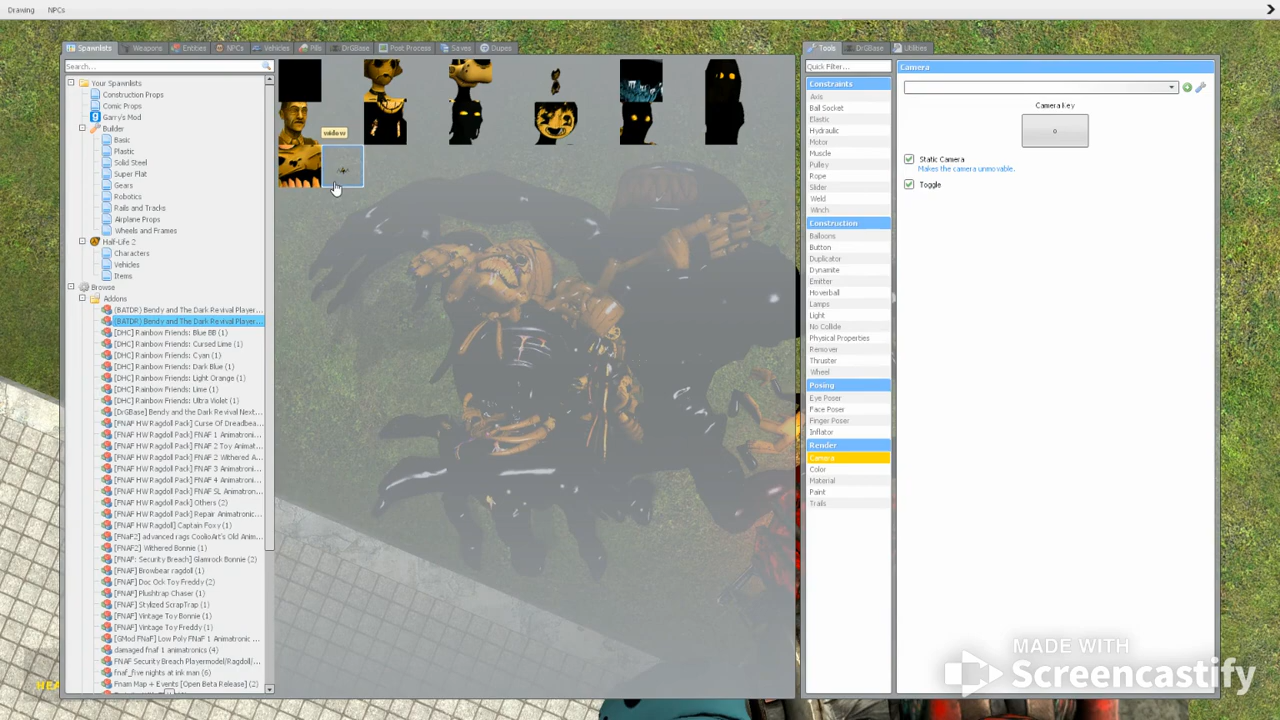 Drawing NPCs
Spawnlists Weapons Entities NPCs Vehicles Pills DrGBase Post Process Saves Dupes
Search...
Your Spawnlists
Construction Props
Comic Props
Garry's Mod
Builder
Basic
Plastic
Solid Steel
Super Flat
Gears
Robotics
Rails and Tracks
Airplane Props
Wheels and Frames
Half-Life 2
Characters
Vehicles
Items
Browse
Addons
(BATDR) Bendy and The Dark Revival Player...
(BATDR) Bendy and The Dark Revival Player...
[DHC] Rainbow Friends: Blue BB (1)
[DHC] Rainbow Friends: Cursed Lime (1)
[DHC] Rainbow Friends: Cyan (1)
[DHC] Rainbow Friends: Dark Blue (1)
[DHC] Rainbow Friends: Light Orange (1)
[DHC] Rainbow Friends: Lime (1)
[DHC] Rainbow Friends: Ultra Violet (1)
[DrGBase] Bendy and the Dark Revival Next...
[FNAF HW Ragdoll Pack] Curse Of Dreadbea...
[FNAF HW Ragdoll Pack] FNAF 1 Animatroni...
[FNAF HW Ragdoll Pack] FNAF 2 Toy Animat...
[FNAF HW Ragdoll Pack] FNAF 2 Withered A...
[FNAF HW Ragdoll Pack] FNAF 3 Animatroni...
[FNAF HW Ragdoll Pack] FNAF 4 Animatroni...
[FNAF HW Ragdoll Pack] FNAF SL Animatron...
[FNAF HW Ragdoll Pack] Others (2)
[FNAF HW Ragdoll Pack] Repair Animatronic...
[FNAF HW Ragdoll] Captain Foxy (1)
[FNaF2] advanced rags CoolioArt's Old Anim...
[FNAF2] Withered Bonnie (1)
[FNAF: Security Breach] Glamrock Bonnie (2)
[FNAF] Browbear ragdoll (1)
[FNAF] Doc Ock Toy Freddy (2)
[FNAF] Plushtrap Chaser (1)
[FNAF] Stylized ScrapTrap (1)
[FNAF] Vintage Toy Bonnie (1)
[FNAF] Vintage Toy Freddy (1)
[GMod FNaF] Low Poly FNaF 1 Animatronic ...
damaged fnaf 1 animatronics (4)
FNAF Security Breach Playermodel/Ragdoll/...
fnaf_five nights at ink man (6)
Fnam Map + Events [Open Beta Release] (2)
widow
Tools DrGBase Utilities
Quick Filter...
Constraints
Axis
Ball Socket
Elastic
Hydraulic
Motor
Muscle
Pulley
Rope
Slider
Weld
Winch
Construction
Balloons
Button
Duplicator
Dynamite
Emitter
Hoverball
Lamps
Light
No Collide
Physical Properties
Remover
Thruster
Wheel
Posing
Eye Poser
Face Poser
Finger Poser
Inflator
Render
Camera
Color
Material
Paint
Trails
Camera
Camera Key
0
Static Camera
Makes the camera unmovable.
Toggle
MADE WITH
Screencastify